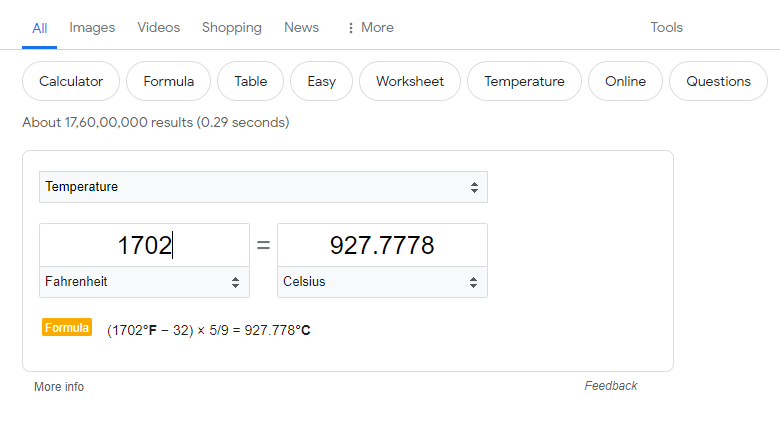 All Images Videos Shopping News ⋮ More Tools
Calculator Formula Table Easy Worksheet Temperature Online Questions
About 17,60,00,000 results (0.29 seconds)
Temperature
1702 = 927.7778
Fahrenheit Celsius
Formula (1702°F − 32) × 5/9 = 927.778°C
More info Feedback